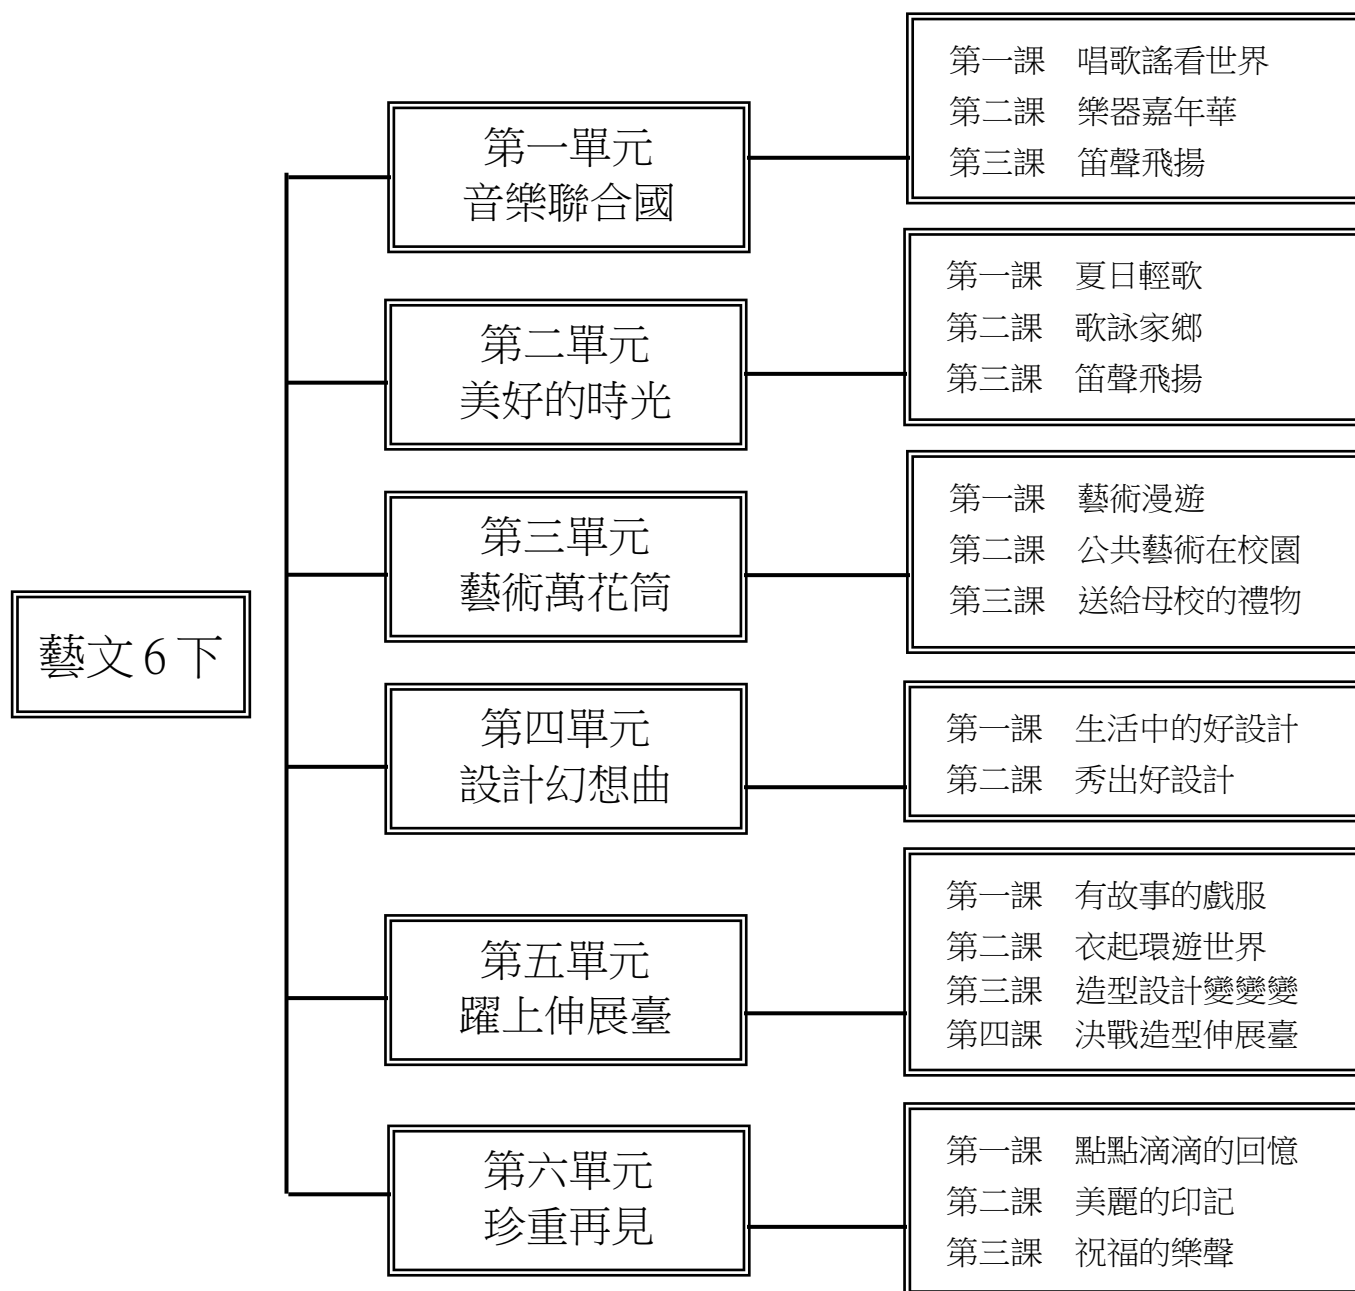 藝文6下
第一單元
音樂聯合國
第一課　唱歌謠看世界
第二課　樂器嘉年華
第三課　笛聲飛揚
第二單元
美好的時光
第一課　夏日輕歌
第二課　歌詠家鄉
第三課　笛聲飛揚
第三單元
藝術萬花筒
第一課　藝術漫遊
第二課　公共藝術在校園
第三課　送給母校的禮物
第四單元
設計幻想曲
第一課　生活中的好設計
第二課　秀出好設計
第五單元
躍上伸展臺
第一課　有故事的戲服
第二課　衣起環遊世界
第三課　造型設計變變變
第四課　決戰造型伸展臺
第六單元
珍重再見
第一課　點點滴滴的回憶
第二課　美麗的印記
第三課　祝福的樂聲